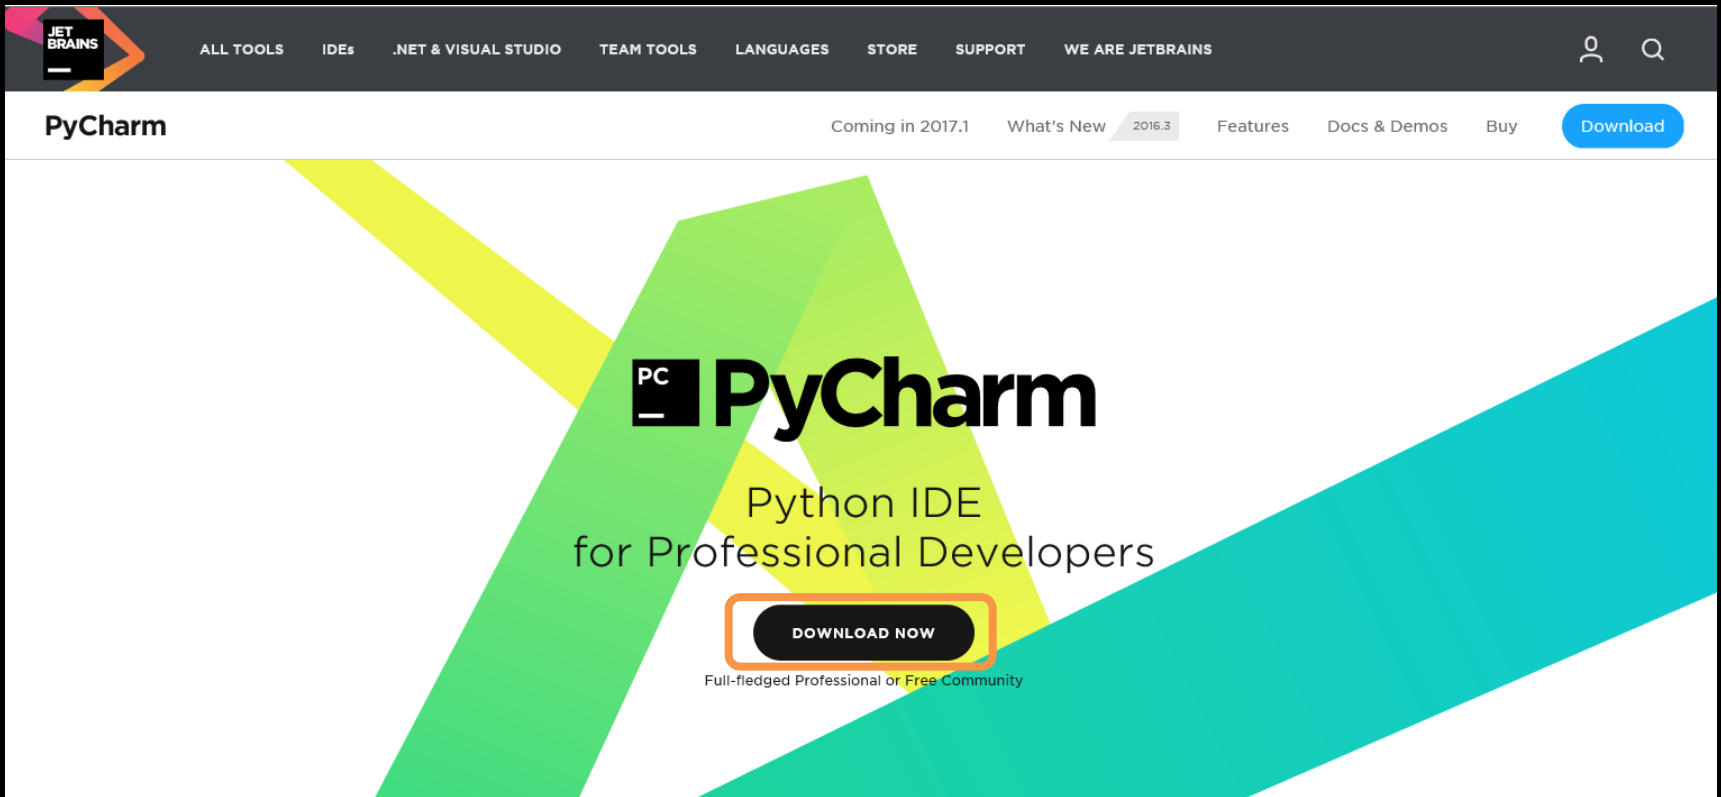 JET
BRAINS
ALL TOOLS IDEs .NET & VISUAL STUDIO TEAM TOOLS LANGUAGES STORE SUPPORT WE ARE JETBRAINS
PyCharm Coming in 2017.1 What's New 2016.3 Features Docs & Demos Buy Download
PC PyCharm
Python IDE
for Professional Developers
DOWNLOAD NOW
Full-fledged Professional or Free Community